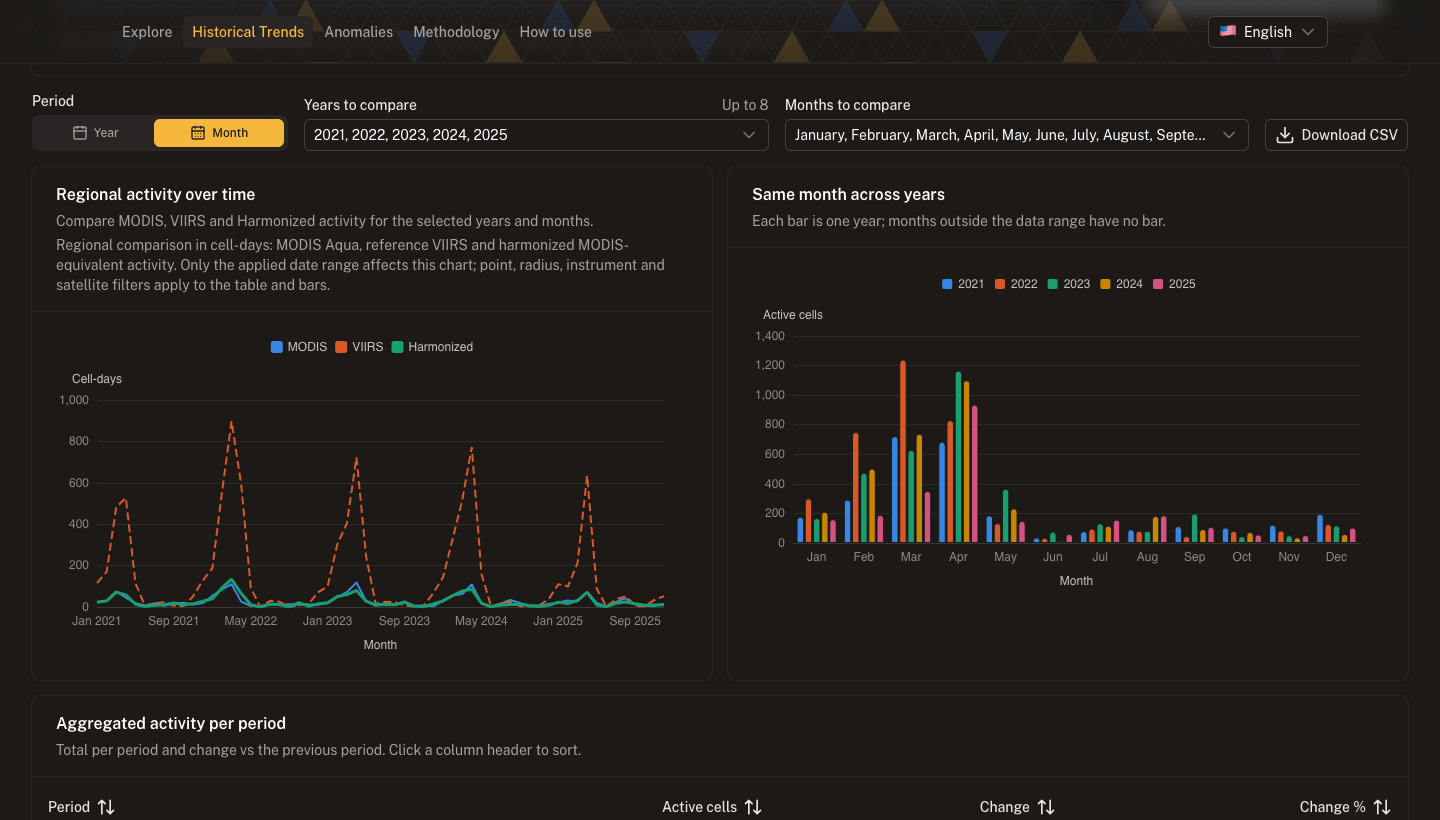 Explore
Historical Trends
Anomalies
Methodology
How to use
English
Period
Year
Month
Years to compare
Up to 8
2021, 2022, 2023, 2024, 2025
Months to compare
January, February, March, April, May, June, July, August, Septe...
Download CSV
Regional activity over time
Compare MODIS, VIIRS and Harmonized activity for the selected years and months.
Regional comparison in cell-days: MODIS Aqua, reference VIIRS and harmonized MODIS-
equivalent activity. Only the applied date range affects this chart; point, radius, instrument and
satellite filters apply to the table and bars.
MODIS VIIRS Harmonized
Cell-days
1,000
800
600
400
200
0
Jan 2021 Sep 2021 May 2022 Jan 2023 Sep 2023 May 2024 Jan 2025 Sep 2025
Month
Same month across years
Each bar is one year; months outside the data range have no bar.
2021 2022 2023 2024 2025
Active cells
1,400
1,200
1,000
800
600
400
200
0
Jan Feb Mar Apr May Jun Jul Aug Sep Oct Nov Dec
Month
Aggregated activity per period
Total per period and change vs the previous period. Click a column header to sort.
Period Active cells Change Change %